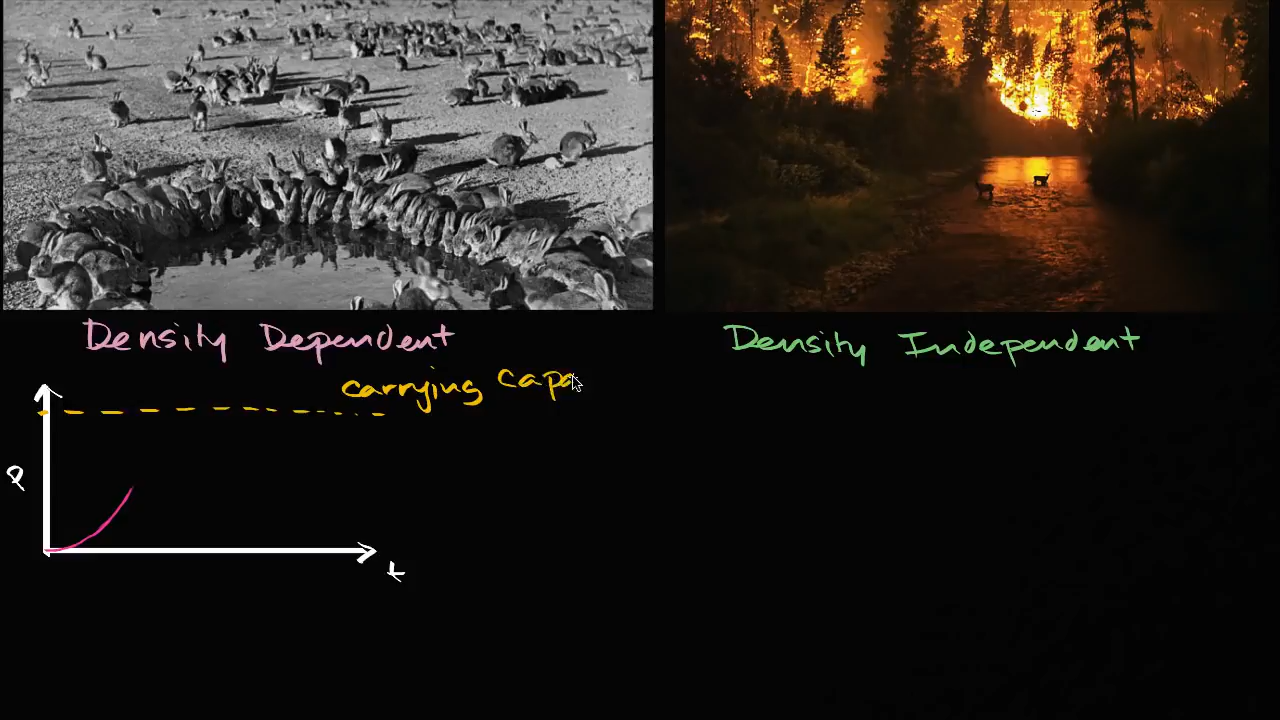 Density Dependent
Density Independent
carrying capa
P
t